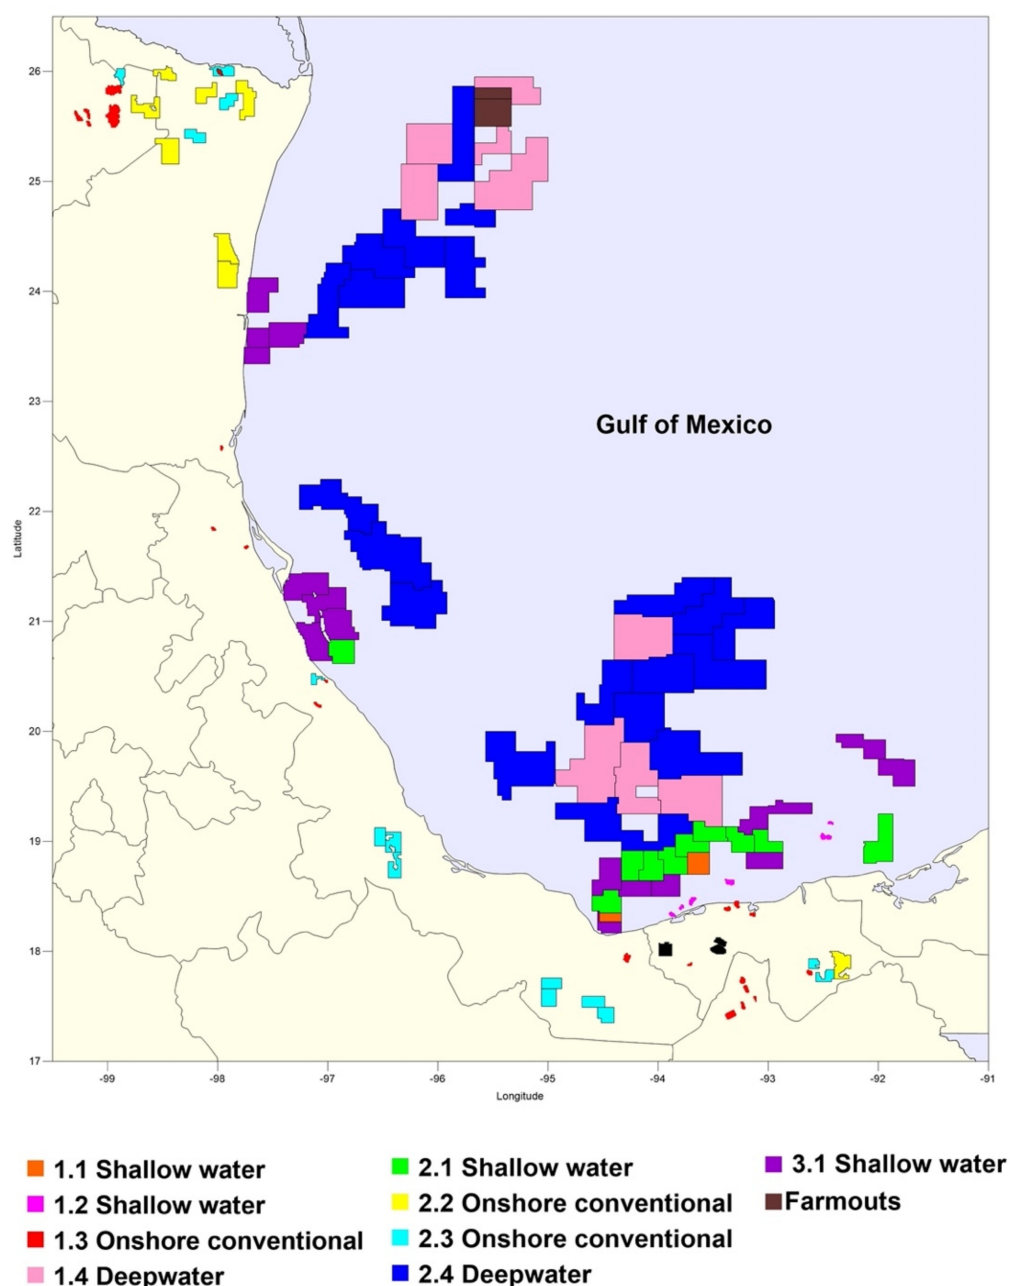 26
25
24
Gulf of Mexico
23
Latitude
22
21
20
19
18
17
-99 -98 -97 -96 -95 -94 -93 -92 -91
Longitude
1.1 Shallow water 2.1 Shallow water 3.1 Shallow water
1.2 Shallow water 2.2 Onshore conventional Farmouts
1.3 Onshore conventional 2.3 Onshore conventional
1.4 Deepwater 2.4 Deepwater